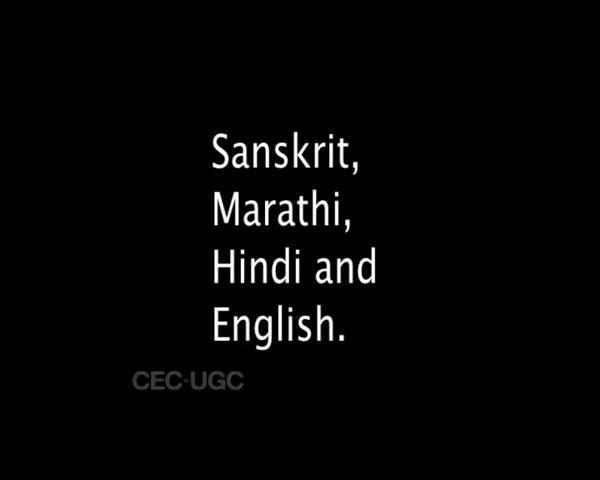 Sanskrit,
Marathi,
Hindi and
English.
CEC-UGC